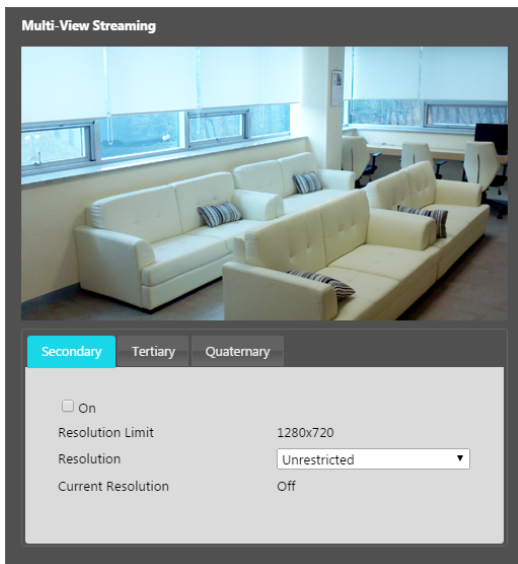 Multi-View Streaming
Secondary Tertiary Quaternary
On
Resolution Limit 1280x720
Resolution Unrestricted
Current Resolution Off